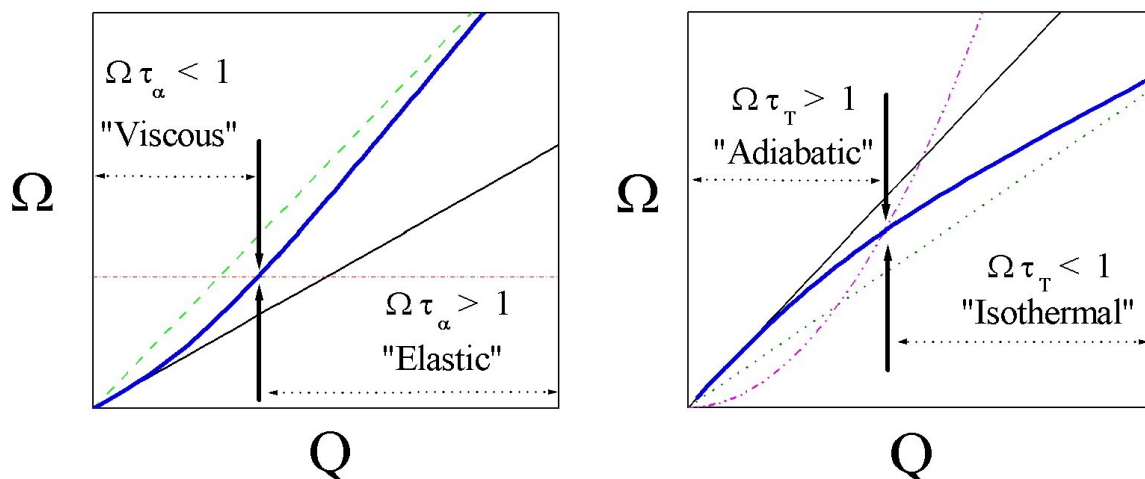 Ω τα < 1
"Viscous"
Ω
Ω τα > 1
"Elastic"
Q
Ω τT > 1
"Adiabatic"
Ω
Ω τT < 1
"Isothermal"
Q